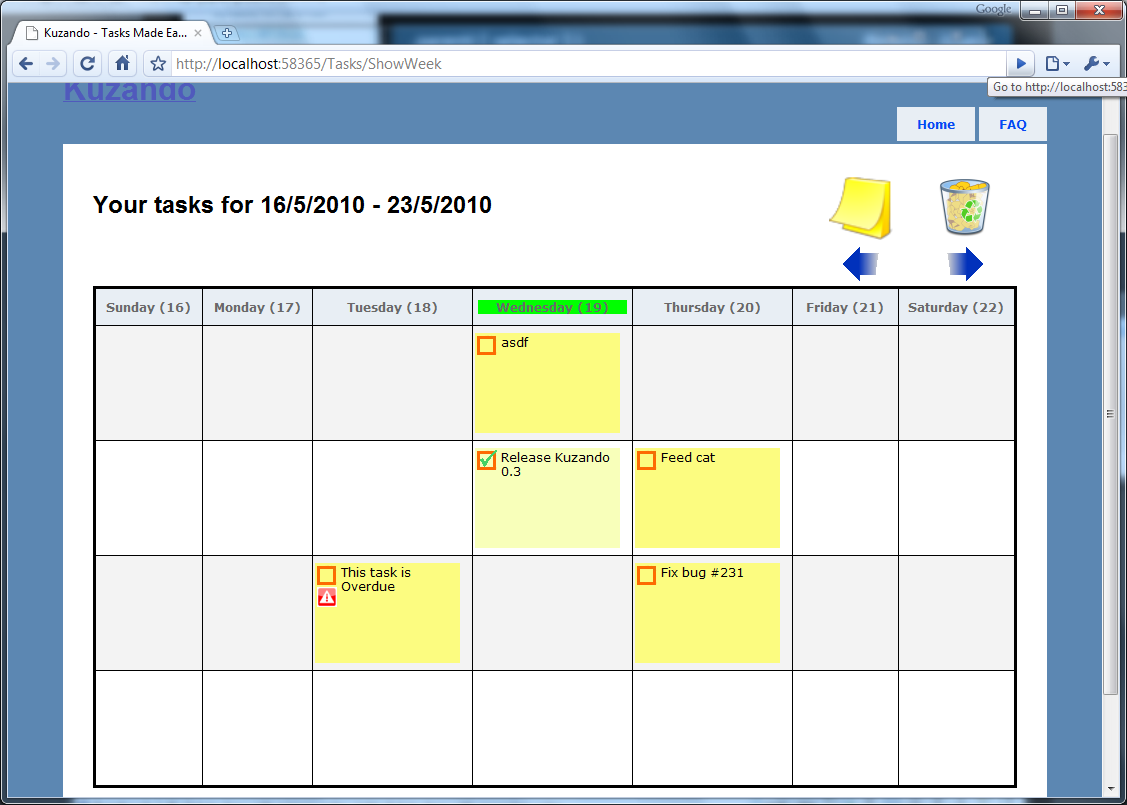 Google
Kuzando - Tasks Made Ea...
http://localhost:58365/Tasks/ShowWeek
Go to http://localhost:583
Kuzando
Home FAQ
Your tasks for 16/5/2010 - 23/5/2010
Sunday (16) Monday (17) Tuesday (18) Wednesday (19) Thursday (20) Friday (21) Saturday (22)
asdf
Release Kuzando
0.3
Feed cat
This task is
Overdue
Fix bug #231